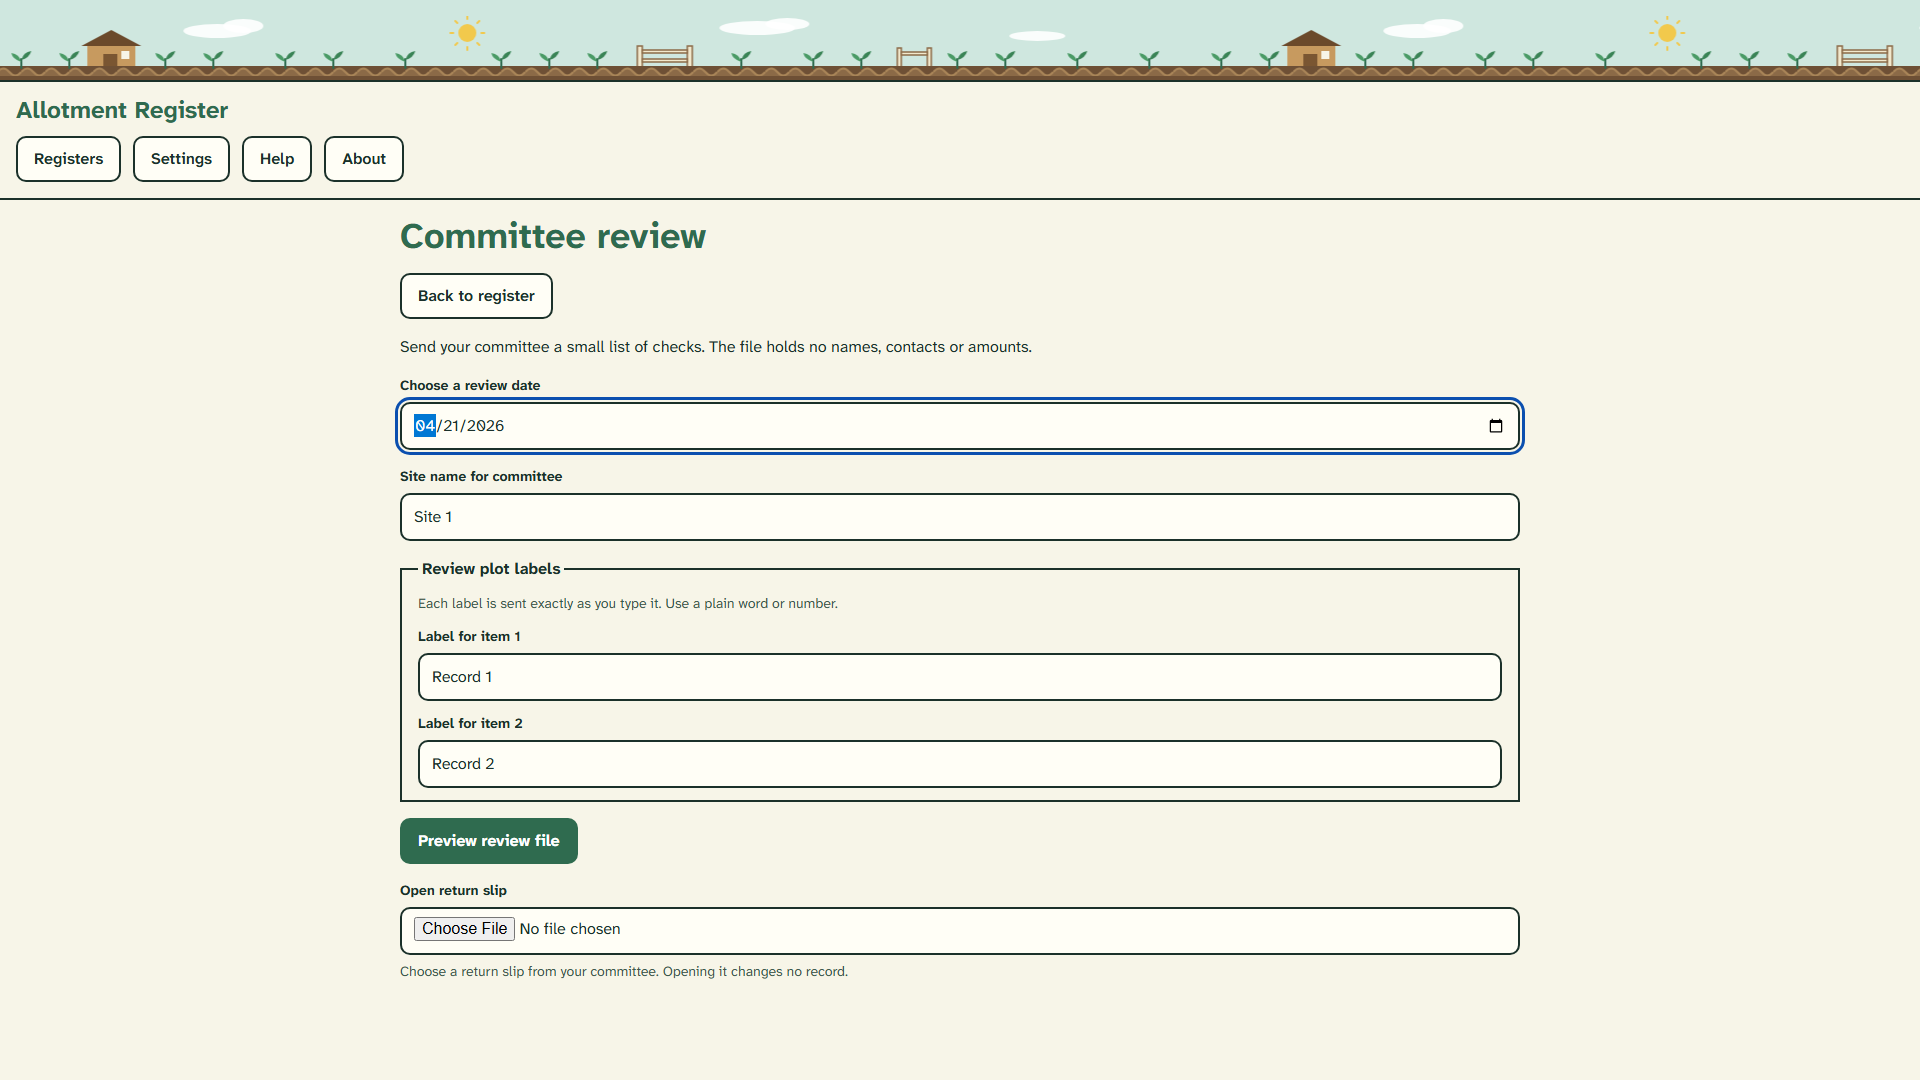 Allotment Register
Registers
Settings
Help
About
Committee review
Back to register
Send your committee a small list of checks. The file holds no names, contacts or amounts.
Choose a review date
04/21/2026
Site name for committee
Site 1
Review plot labels
Each label is sent exactly as you type it. Use a plain word or number.
Label for item 1
Record 1
Label for item 2
Record 2
Preview review file
Open return slip
Choose File No file chosen
Choose a return slip from your committee. Opening it changes no record.